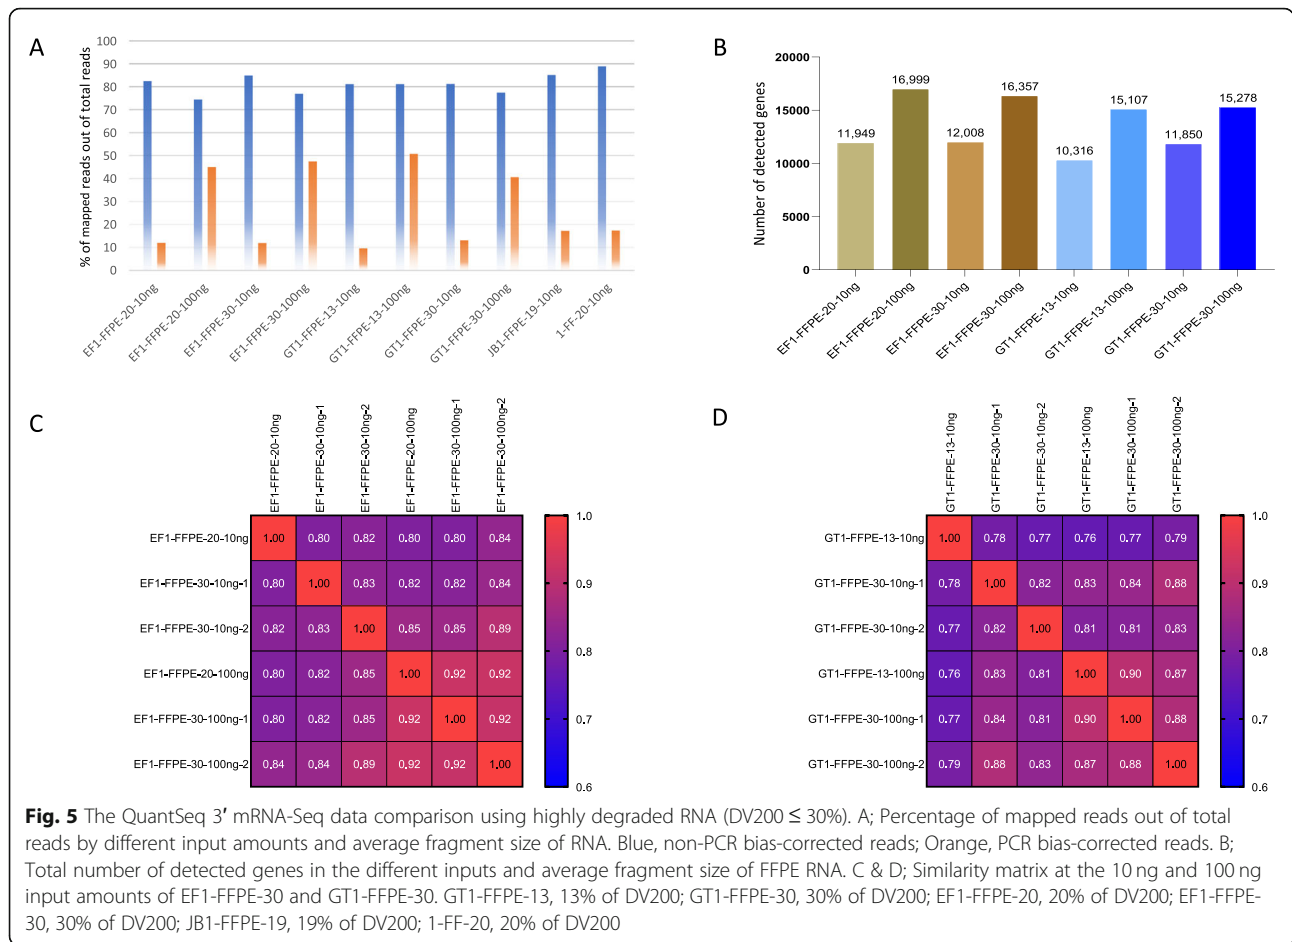 A
% of mapped reads out of total reads
100
90
80
70
60
50
40
30
20
10
0
EF1-FFPE-20-10ng
EF1-FFPE-20-100ng
EF1-FFPE-30-10ng
EF1-FFPE-30-100ng
GT1-FFPE-13-10ng
GT1-FFPE-13-100ng
GT1-FFPE-30-10ng
GT1-FFPE-30-100ng
JB1-FFPE-19-10ng
1-FF-20-10ng
B
Number of detected genes
20000
15000
10000
5000
0
11,949
16,999
12,008
16,357
10,316
15,107
11,850
15,278
EF1-FFPE-20-10ng
EF1-FFPE-20-100ng
EF1-FFPE-30-10ng
EF1-FFPE-30-100ng
GT1-FFPE-13-10ng
GT1-FFPE-13-100ng
GT1-FFPE-30-10ng
GT1-FFPE-30-100ng
C
EF1-FFPE-20-10ng
EF1-FFPE-30-10ng-1
EF1-FFPE-30-10ng-2
EF1-FFPE-20-100ng
EF1-FFPE-30-100ng-1
EF1-FFPE-30-100ng-2
EF1-FFPE-20-10ng 1.00 0.80 0.82 0.80 0.80 0.84
EF1-FFPE-30-10ng-1 0.80 1.00 0.83 0.82 0.82 0.84
EF1-FFPE-30-10ng-2 0.82 0.83 1.00 0.85 0.85 0.89
EF1-FFPE-20-100ng 0.80 0.82 0.85 1.00 0.92 0.92
EF1-FFPE-30-100ng-1 0.80 0.82 0.85 0.92 1.00 0.92
EF1-FFPE-30-100ng-2 0.84 0.84 0.89 0.92 0.92 1.00
1.0
0.9
0.8
0.7
0.6
D
GT1-FFPE-13-10ng
GT1-FFPE-30-10ng-1
GT1-FFPE-30-10ng-2
GT1-FFPE-13-100ng
GT1-FFPE-30-100ng-1
GT1-FFPE-30-100ng-2
GT1-FFPE-13-10ng 1.00 0.78 0.77 0.76 0.77 0.79
GT1-FFPE-30-10ng-1 0.78 1.00 0.82 0.83 0.84 0.88
GT1-FFPE-30-10ng-2 0.77 0.82 1.00 0.81 0.81 0.83
GT1-FFPE-13-100ng 0.76 0.83 0.81 1.00 0.90 0.87
GT1-FFPE-30-100ng-1 0.77 0.84 0.81 0.90 1.00 0.88
GT1-FFPE-30-100ng-2 0.79 0.88 0.83 0.87 0.88 1.00
1.0
0.9
0.8
0.7
0.6
Fig. 5 The QuantSeq 3′ mRNA-Seq data comparison using highly degraded RNA (DV200 ≤ 30%). A; Percentage of mapped reads out of total
reads by different input amounts and average fragment size of RNA. Blue, non-PCR bias-corrected reads; Orange, PCR bias-corrected reads. B;
Total number of detected genes in the different inputs and average fragment size of FFPE RNA. C & D; Similarity matrix at the 10 ng and 100 ng
input amounts of EF1-FFPE-30 and GT1-FFPE-30. GT1-FFPE-13, 13% of DV200; GT1-FFPE-30, 30% of DV200; EF1-FFPE-20, 20% of DV200; EF1-FFPE-
30, 30% of DV200; JB1-FFPE-19, 19% of DV200; 1-FF-20, 20% of DV200